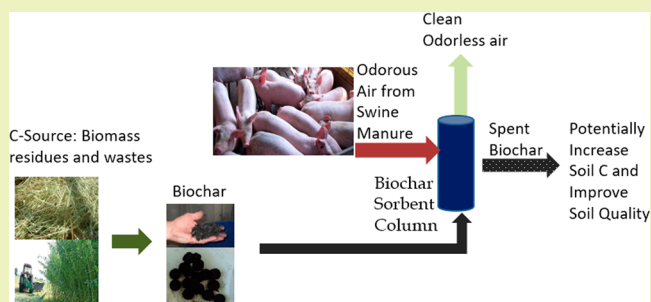 Clean
Odorless air
Odorous
Air from
Swine
Manure
C-Source: Biomass
residues and wastes
Biochar
Biochar
Sorbent
Column
Spent
Biochar
Potentially
Increase
Soil C and
Improve
Soil Quality